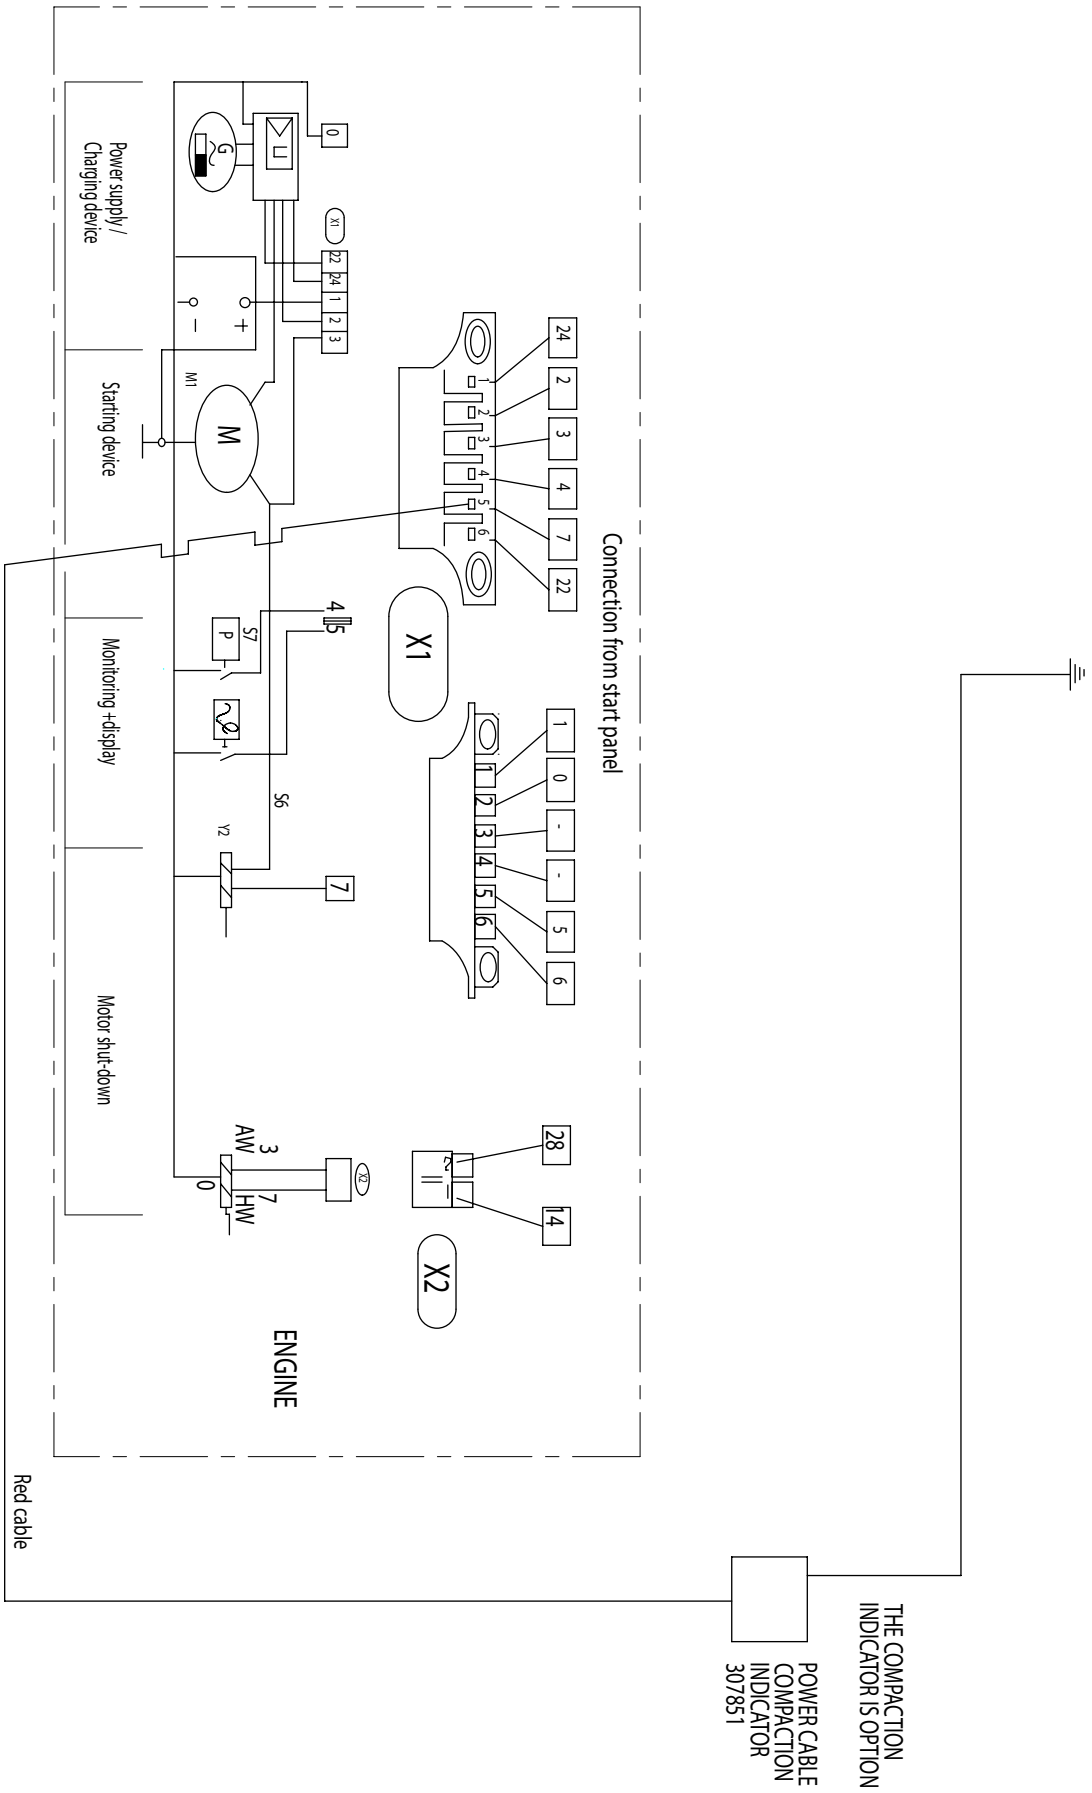 THE COMPACTION
INDICATOR IS OPTION
POWER CABLE
COMPACTION
INDICATOR
307851
Connection from start panel
24 2 3 4 7 22
1 0 - - 5 6
28 14
1 2 3 4 5 6
1 2 3 4 5 6
2 1
X1
X2
0
X1
22 24 1 2 3
4 5
7
X2
ENGINE
U
G
+
-
M1
M
S7
P
S6
Y2
3 7
AW HW
0
Power supply /
Charging device
Starting device
Monitoring +display
Motor shut-down
Red cable